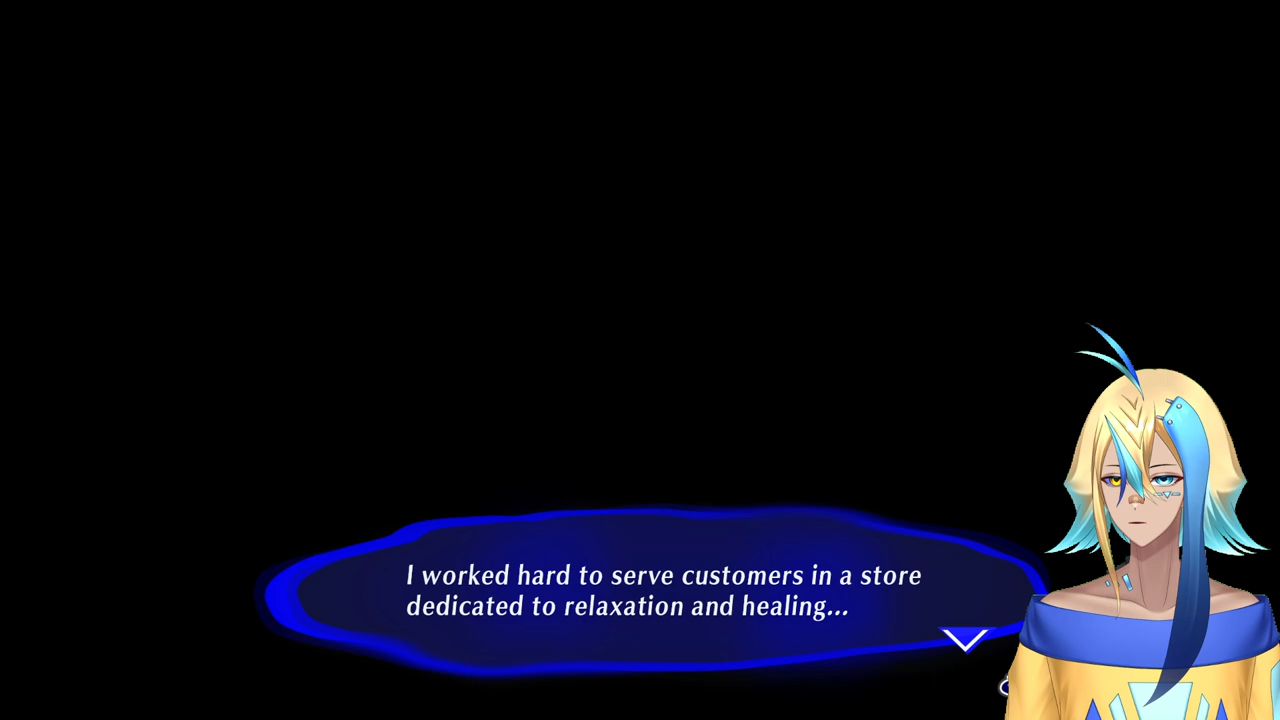 I worked hard to serve customers in a store
dedicated to relaxation and healing...